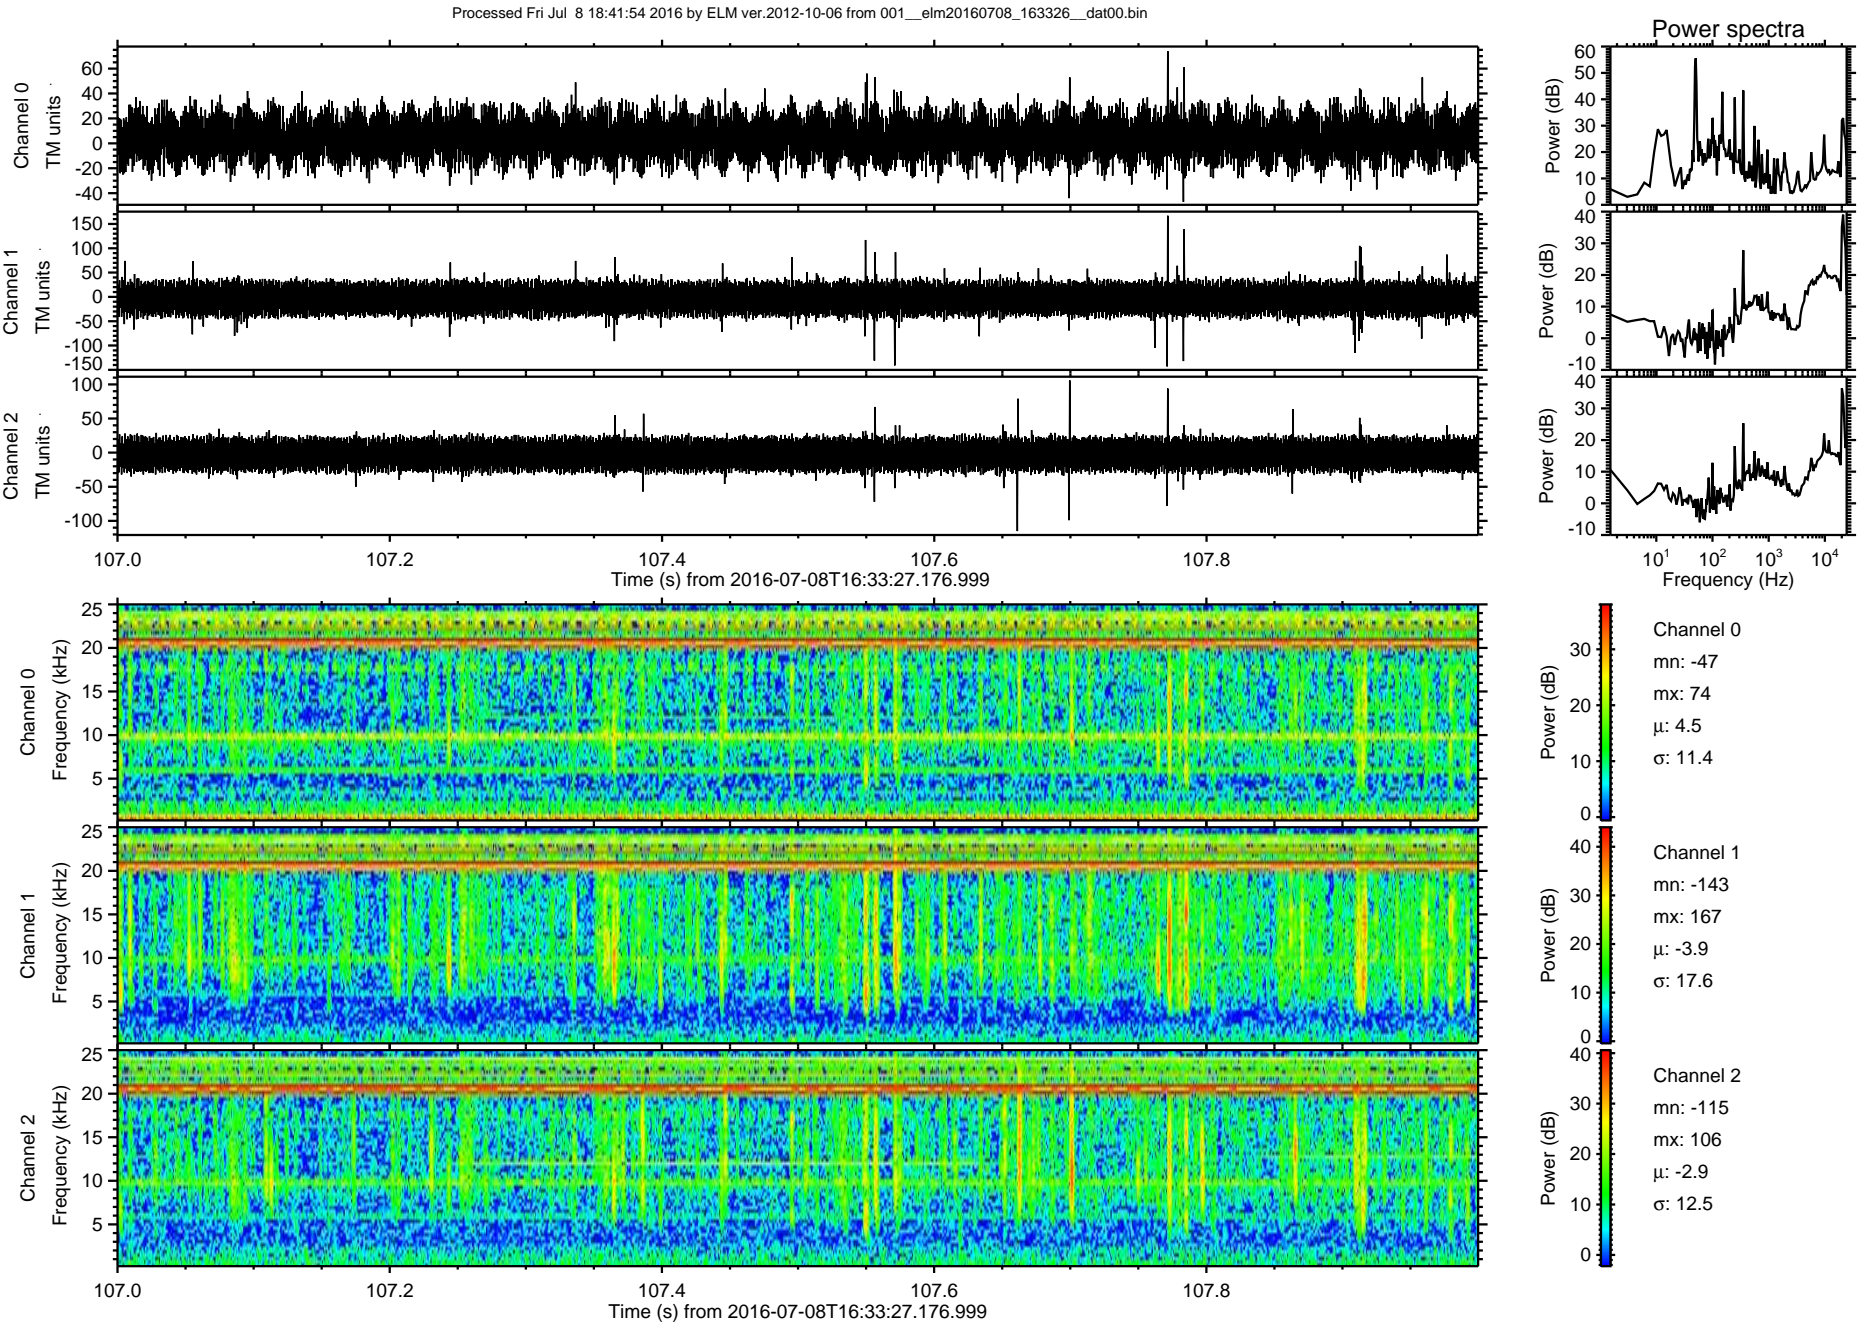 Processed Fri Jul 8 18:41:54 2016 by ELM ver.2012-10-06 from 001__elm20160708_163326__dat00.bin
Power spectra
Channel 0
TM units
60
40
20
0
-20
-40
Power (dB)
60
50
40
30
20
10
0
Channel 1
TM units
150
100
50
0
-50
-100
-150
Power (dB)
40
30
20
10
0
-10
Channel 2
TM units
100
50
0
-50
-100
Power (dB)
40
30
20
10
0
-10
107.0 107.2 107.4 107.6 107.8
Time (s) from 2016-07-08T16:33:27.176.999
10^1 10^2 10^3 10^4
Frequency (Hz)
Channel 0
Frequency (kHz)
25
20
15
10
5
Power (dB)
30
20
10
0
Channel 0
mn: -47
mx: 74
μ: 4.5
σ: 11.4
Channel 1
Frequency (kHz)
25
20
15
10
5
Power (dB)
40
30
20
10
0
Channel 1
mn: -143
mx: 167
μ: -3.9
σ: 17.6
Channel 2
Frequency (kHz)
25
20
15
10
5
Power (dB)
40
30
20
10
0
Channel 2
mn: -115
mx: 106
μ: -2.9
σ: 12.5
107.0 107.2 107.4 107.6 107.8
Time (s) from 2016-07-08T16:33:27.176.999